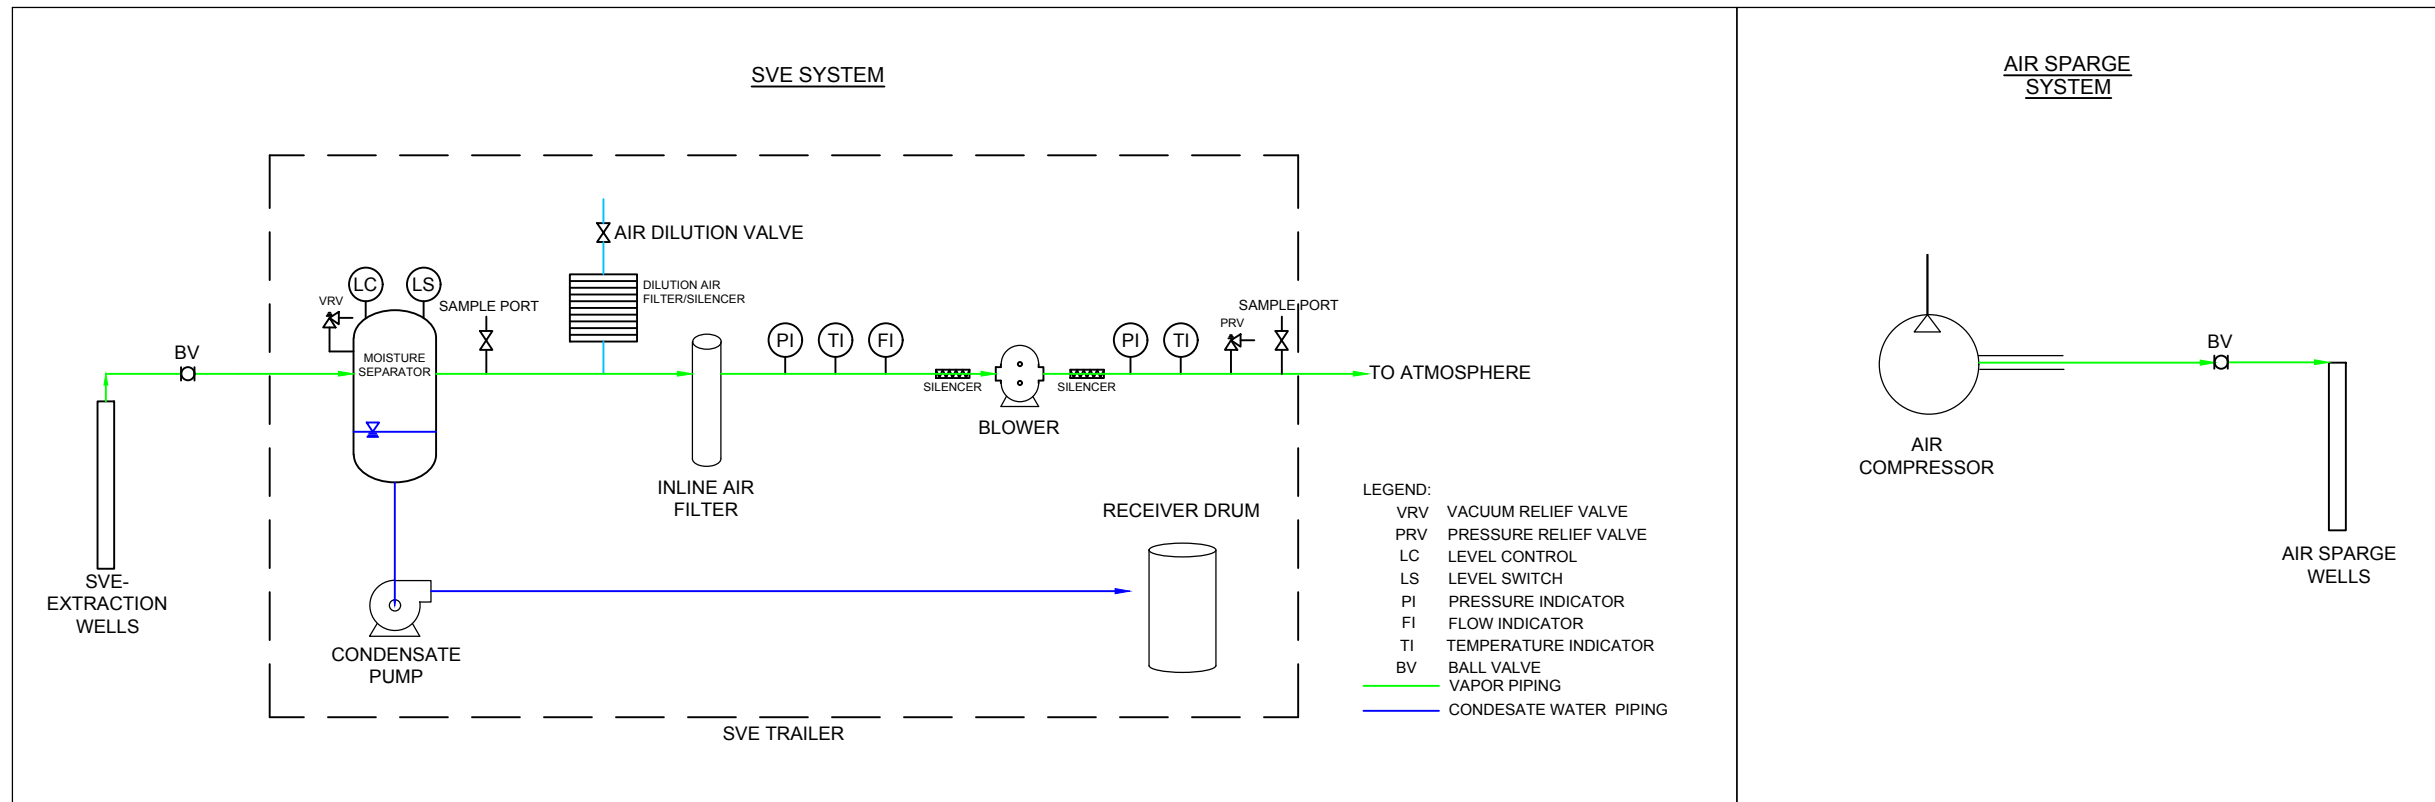 SVE SYSTEM
AIR SPARGE
SYSTEM
AIR DILUTION VALVE
LC
LS
VRV
SAMPLE PORT
DILUTION AIR
FILTER/SILENCER
BV
MOISTURE
SEPARATOR
PI
TI
FI
SILENCER
BLOWER
SILENCER
PI
TI
PRV
SAMPLE PORT
TO ATMOSPHERE
INLINE AIR
FILTER
SVE-
EXTRACTION
WELLS
CONDENSATE
PUMP
RECEIVER DRUM
SVE TRAILER
LEGEND:
VRV VACUUM RELIEF VALVE
PRV PRESSURE RELIEF VALVE
LC LEVEL CONTROL
LS LEVEL SWITCH
PI PRESSURE INDICATOR
FI FLOW INDICATOR
TI TEMPERATURE INDICATOR
BV BALL VALVE
VAPOR PIPING
CONDESATE WATER PIPING
AIR
COMPRESSOR
BV
AIR SPARGE
WELLS